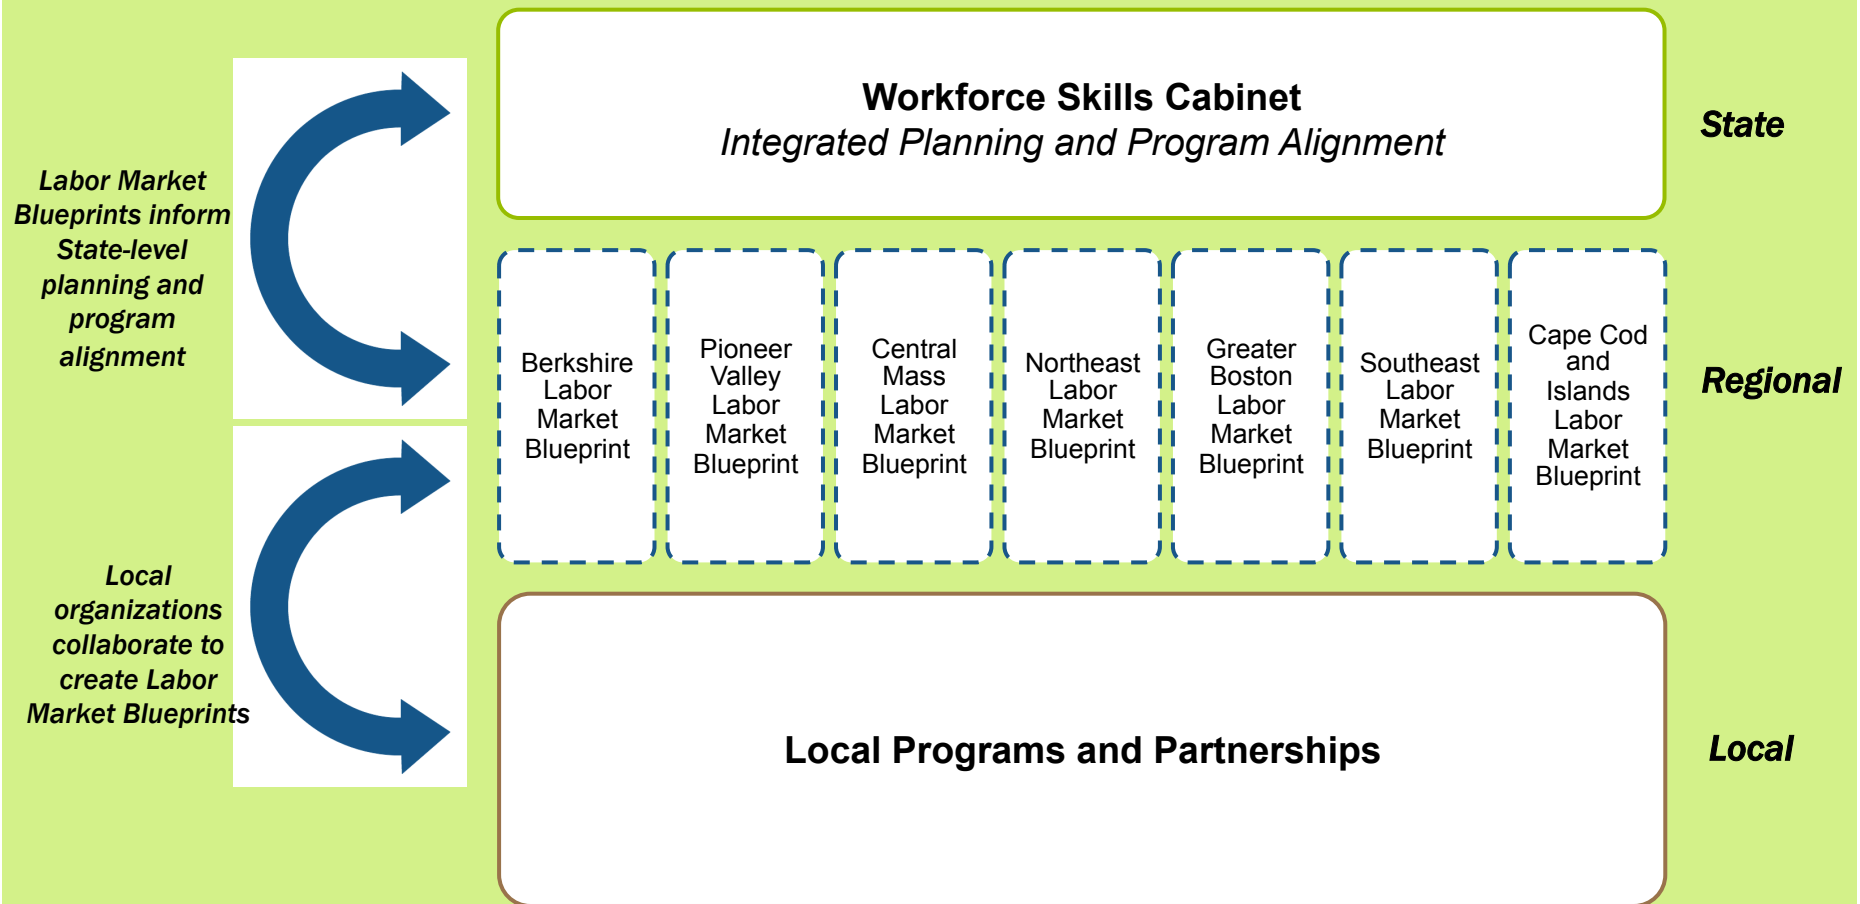 Workforce Skills Cabinet
Integrated Planning and Program Alignment
State
Labor Market
Blueprints inform
State-level
planning and
program
alignment
Berkshire
Labor
Market
Blueprint
Pioneer
Valley
Labor
Market
Blueprint
Central
Mass
Labor
Market
Blueprint
Northeast
Labor
Market
Blueprint
Greater
Boston
Labor
Market
Blueprint
Southeast
Labor
Market
Blueprint
Cape Cod
and
Islands
Labor
Market
Blueprint
Regional
Local
organizations
collaborate to
create Labor
Market Blueprints
Local Programs and Partnerships
Local